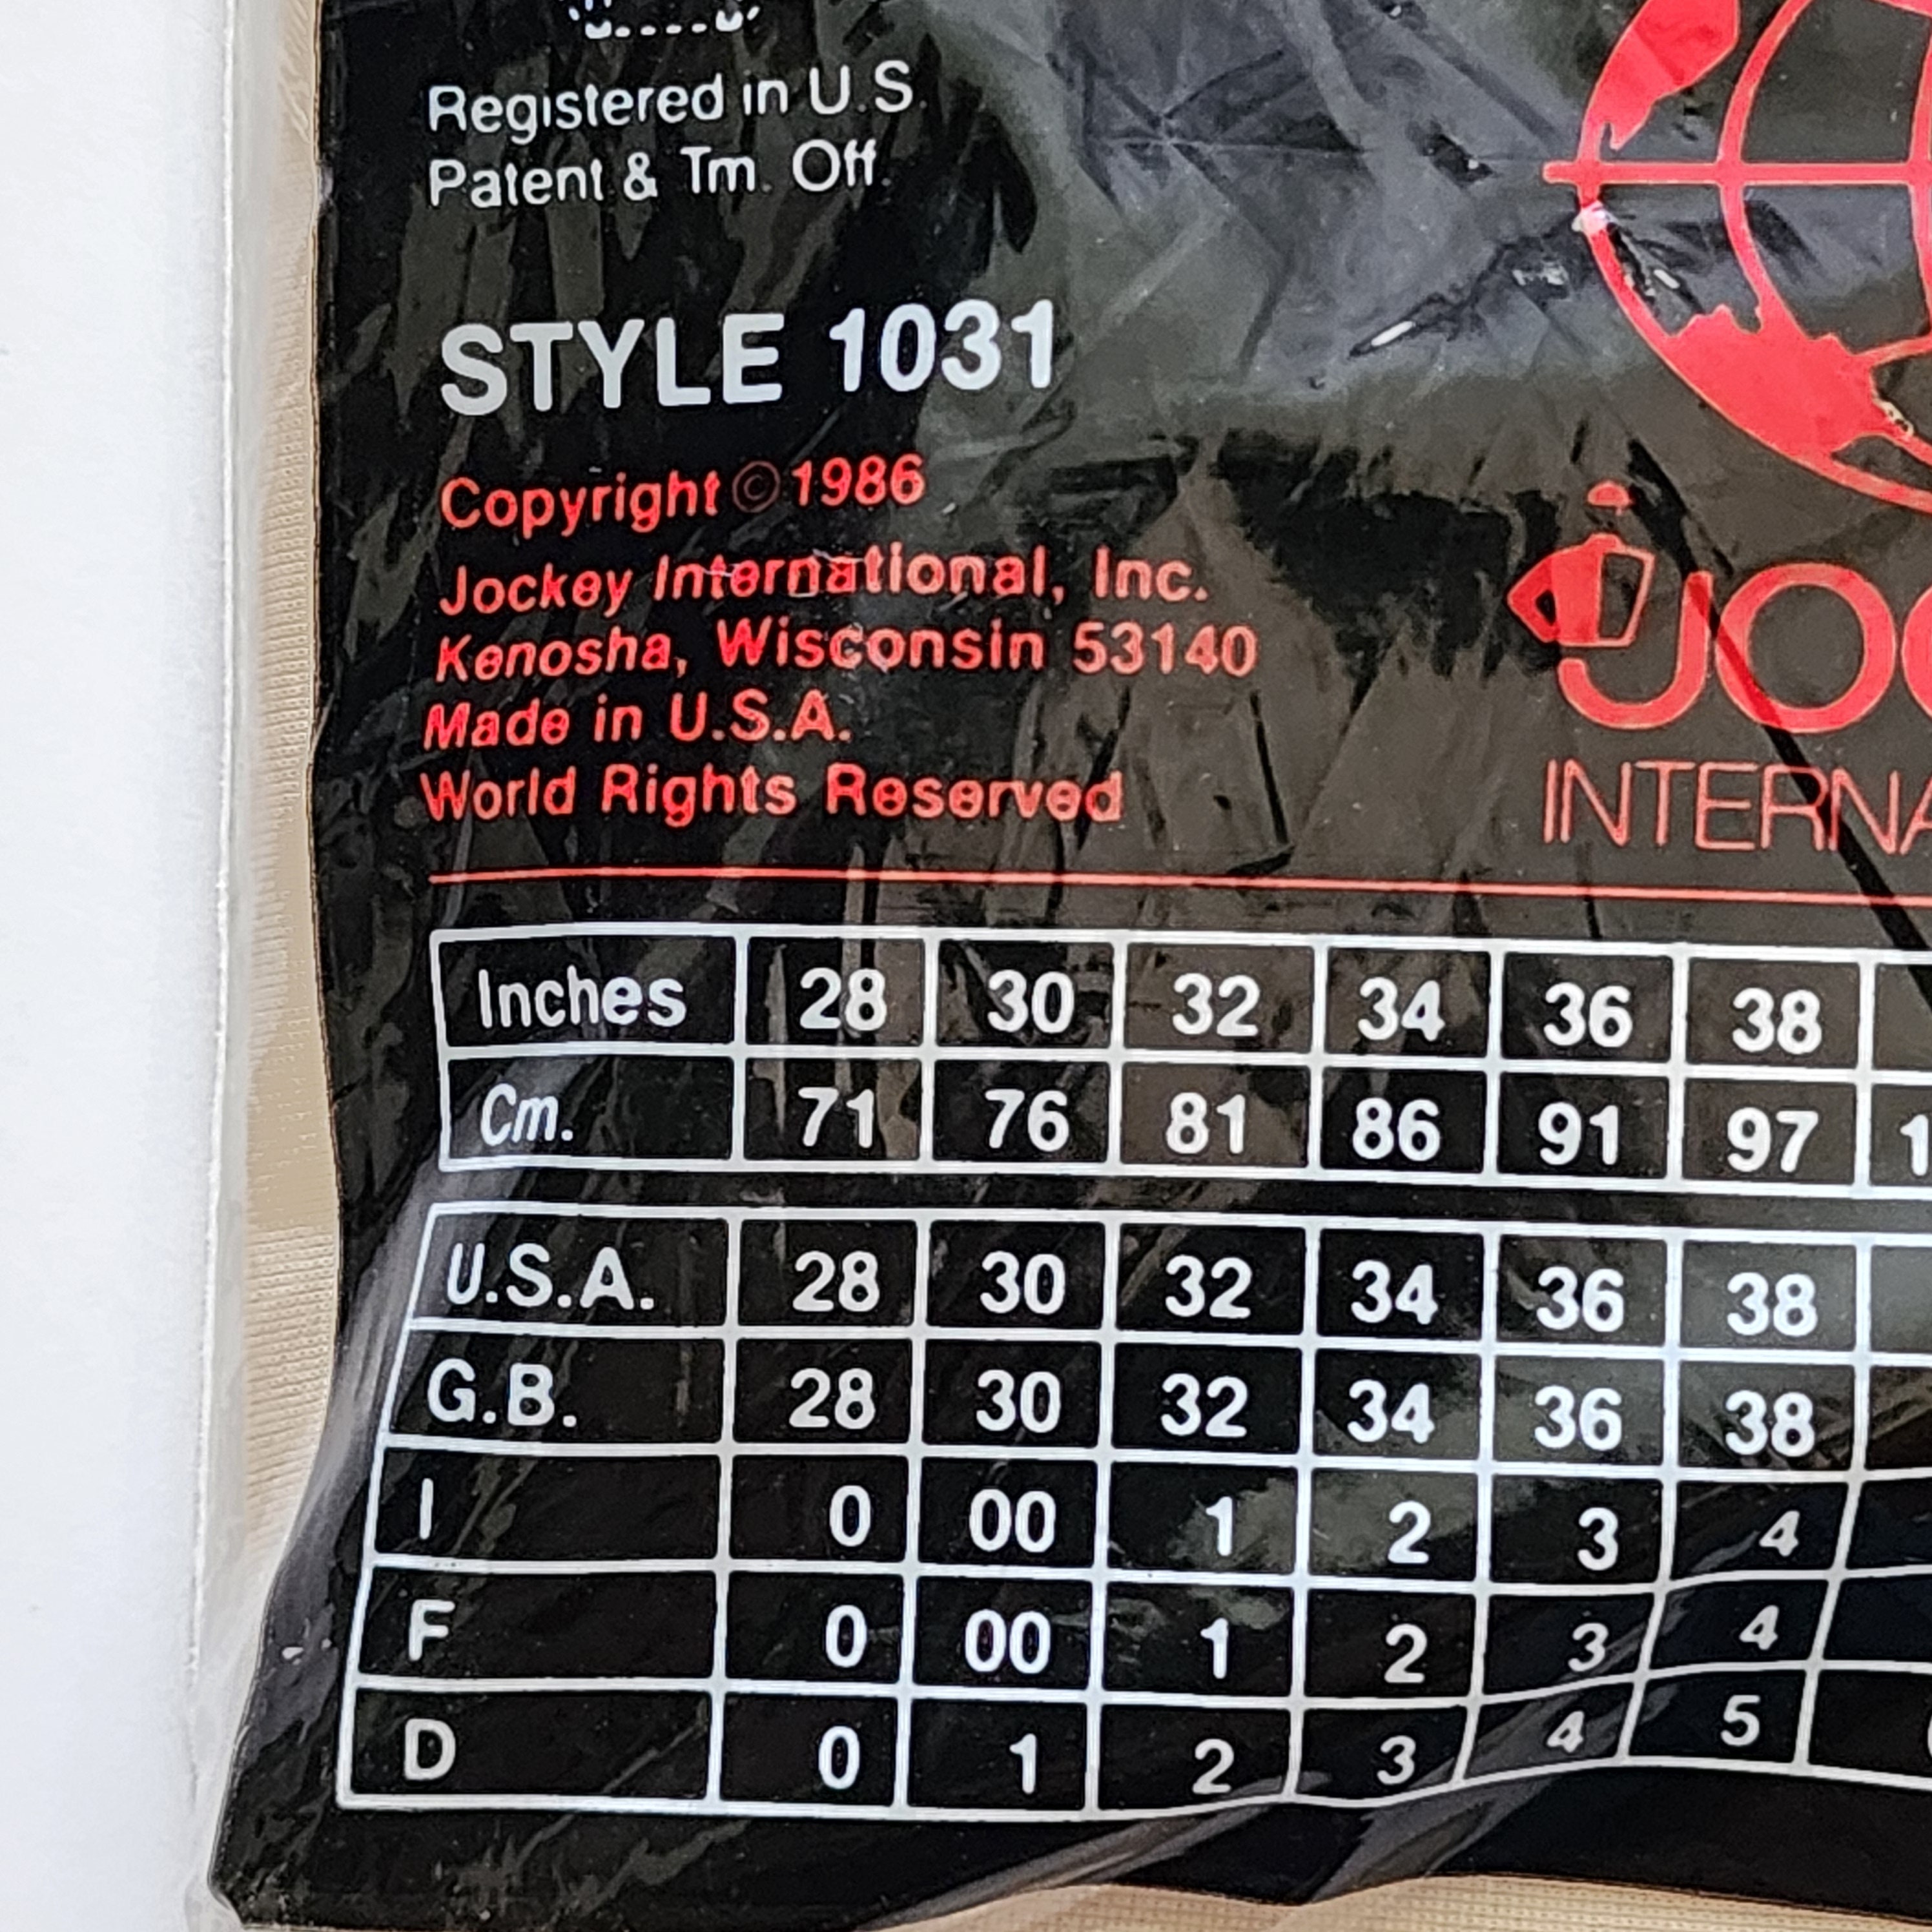 Registered in U.S.
Patent & Tm. Off.
STYLE 1031
Copyright © 1986
Jockey International, Inc.
Kenosha, Wisconsin 53140
Made in U.S.A.
World Rights Reserved
Inches 28 30 32 34 36 38
Cm. 71 76 81 86 91 97
U.S.A. 28 30 32 34 36 38
G.B. 28 30 32 34 36 38
I 0 00 1 2 3 4
F 0 00 1 2 3 4
D 0 1 2 3 4 5